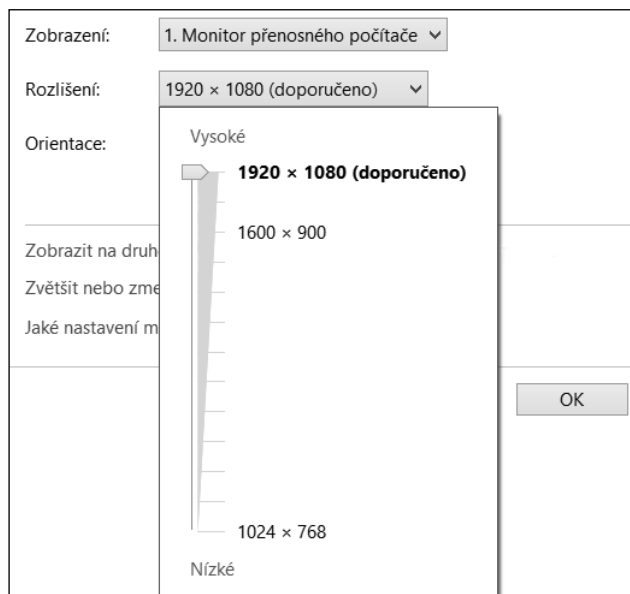 Zobrazení: 1. Monitor přenosného počítače
Rozlišení: 1920 × 1080 (doporučeno)
Orientace:
Vysoké
1920 × 1080 (doporučeno)
1600 × 900
Zobrazit na druh
Zvětšit nebo zme
Jaké nastavení m
OK
1024 × 768
Nízké